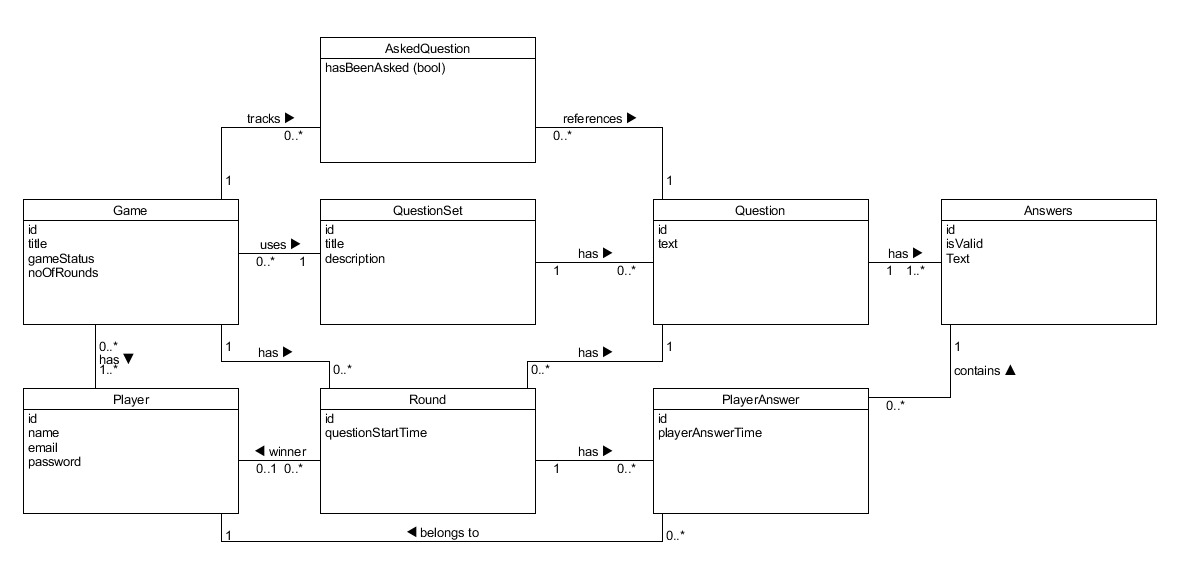 AskedQuestion
hasBeenAsked (bool)
tracks ▶
0..*
references ▶
0..*
1
1
Game
id
title
gameStatus
noOfRounds
uses ▶
0..* 1
QuestionSet
id
title
description
has ▶
1 0..*
Question
id
text
has ▶
1 1..*
Answers
id
isValid
Text
0..*
has ▼
1..*
1
has ▶
0..*
has ▶
0..*
1
1
contains ▲
0..*
Player
id
name
email
password
◀ winner
0..1 0..*
Round
id
questionStartTime
has ▶
1 0..*
PlayerAnswer
id
playerAnswerTime
1
◀ belongs to
0..*